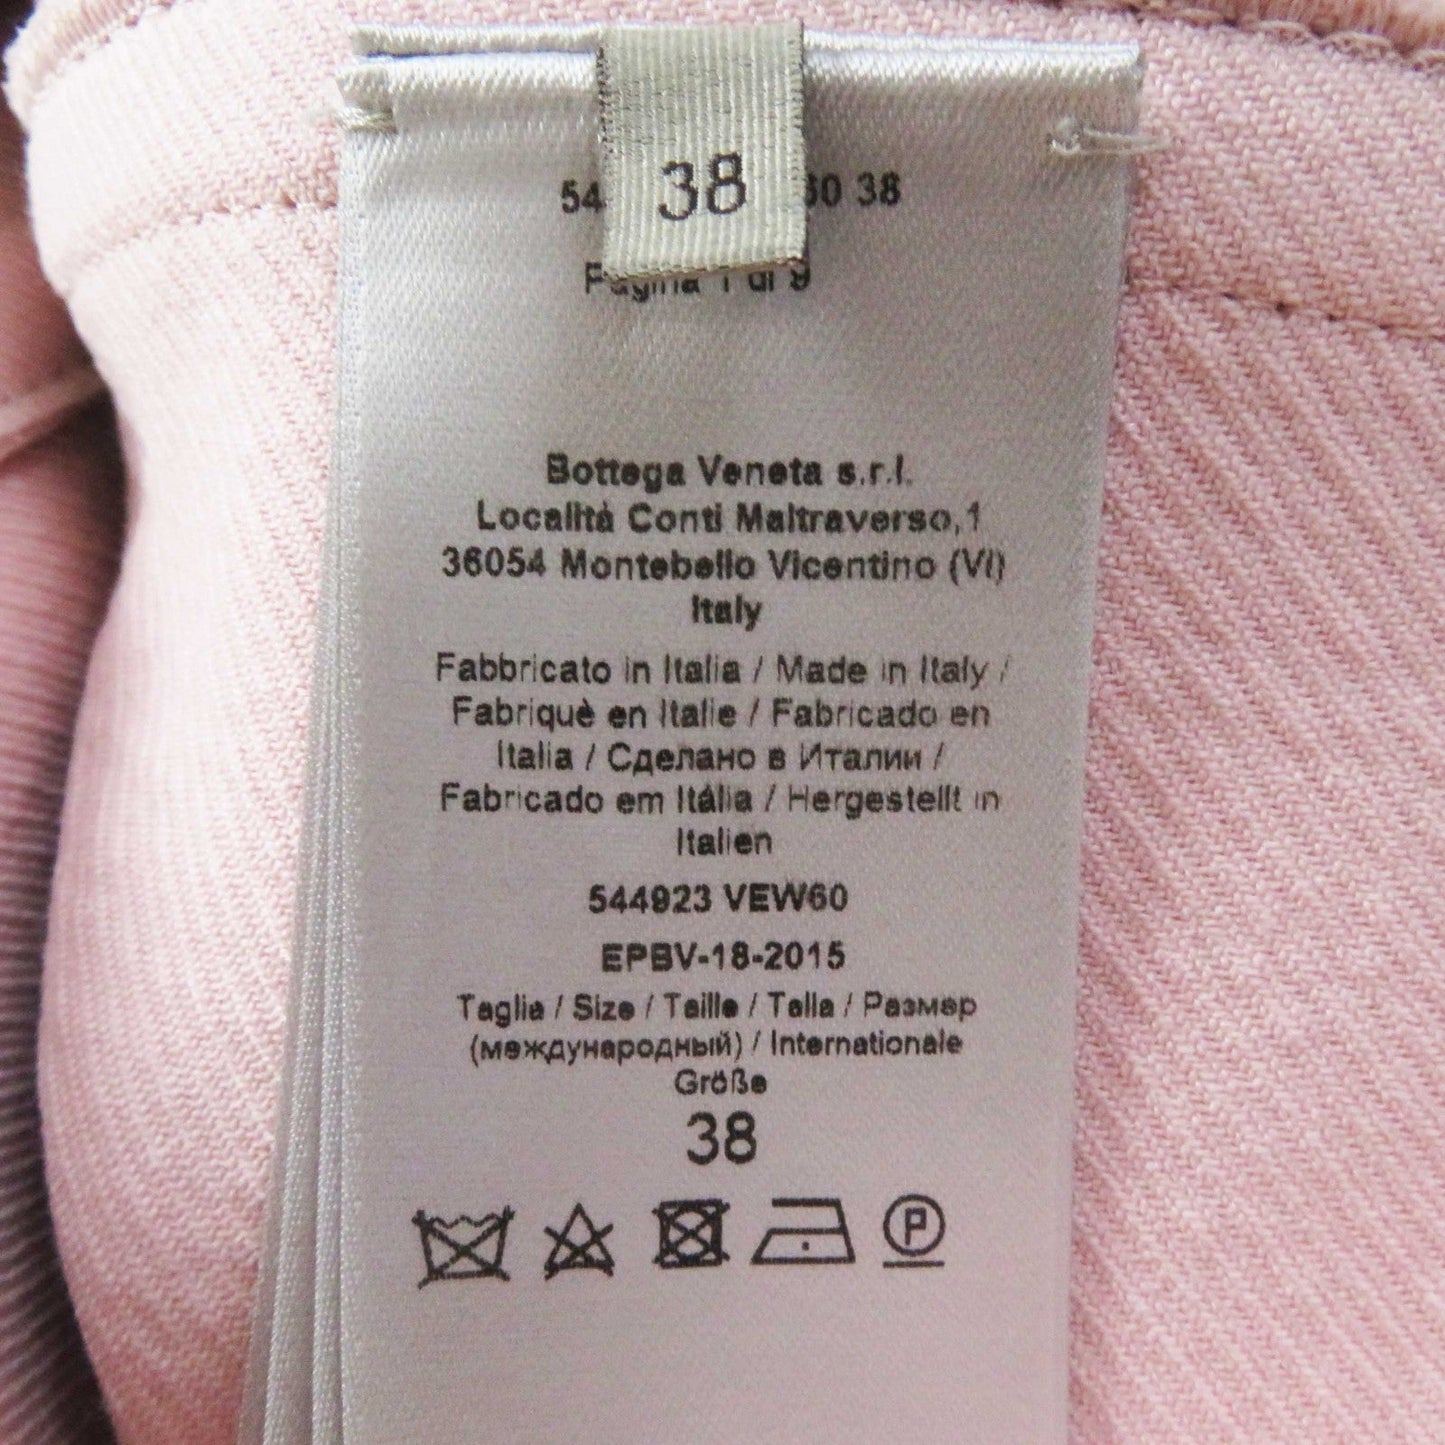 38
54 60 38
Pagina 1 di 9
Bottega Veneta s.r.l.
Località Conti Maltraverso,1
36054 Montebello Vicentino (VI)
Italy
Fabbricato in Italia / Made in Italy /
Fabriquè en Italie / Fabricado en
Italia / Сделано в Италии /
Fabricado em Itália / Hergestellt in
Italien
544923 VEW60
EPBV-18-2015
Taglia / Size / Taille / Talla / Размер
(международный) / Internationale
Größe
38
P